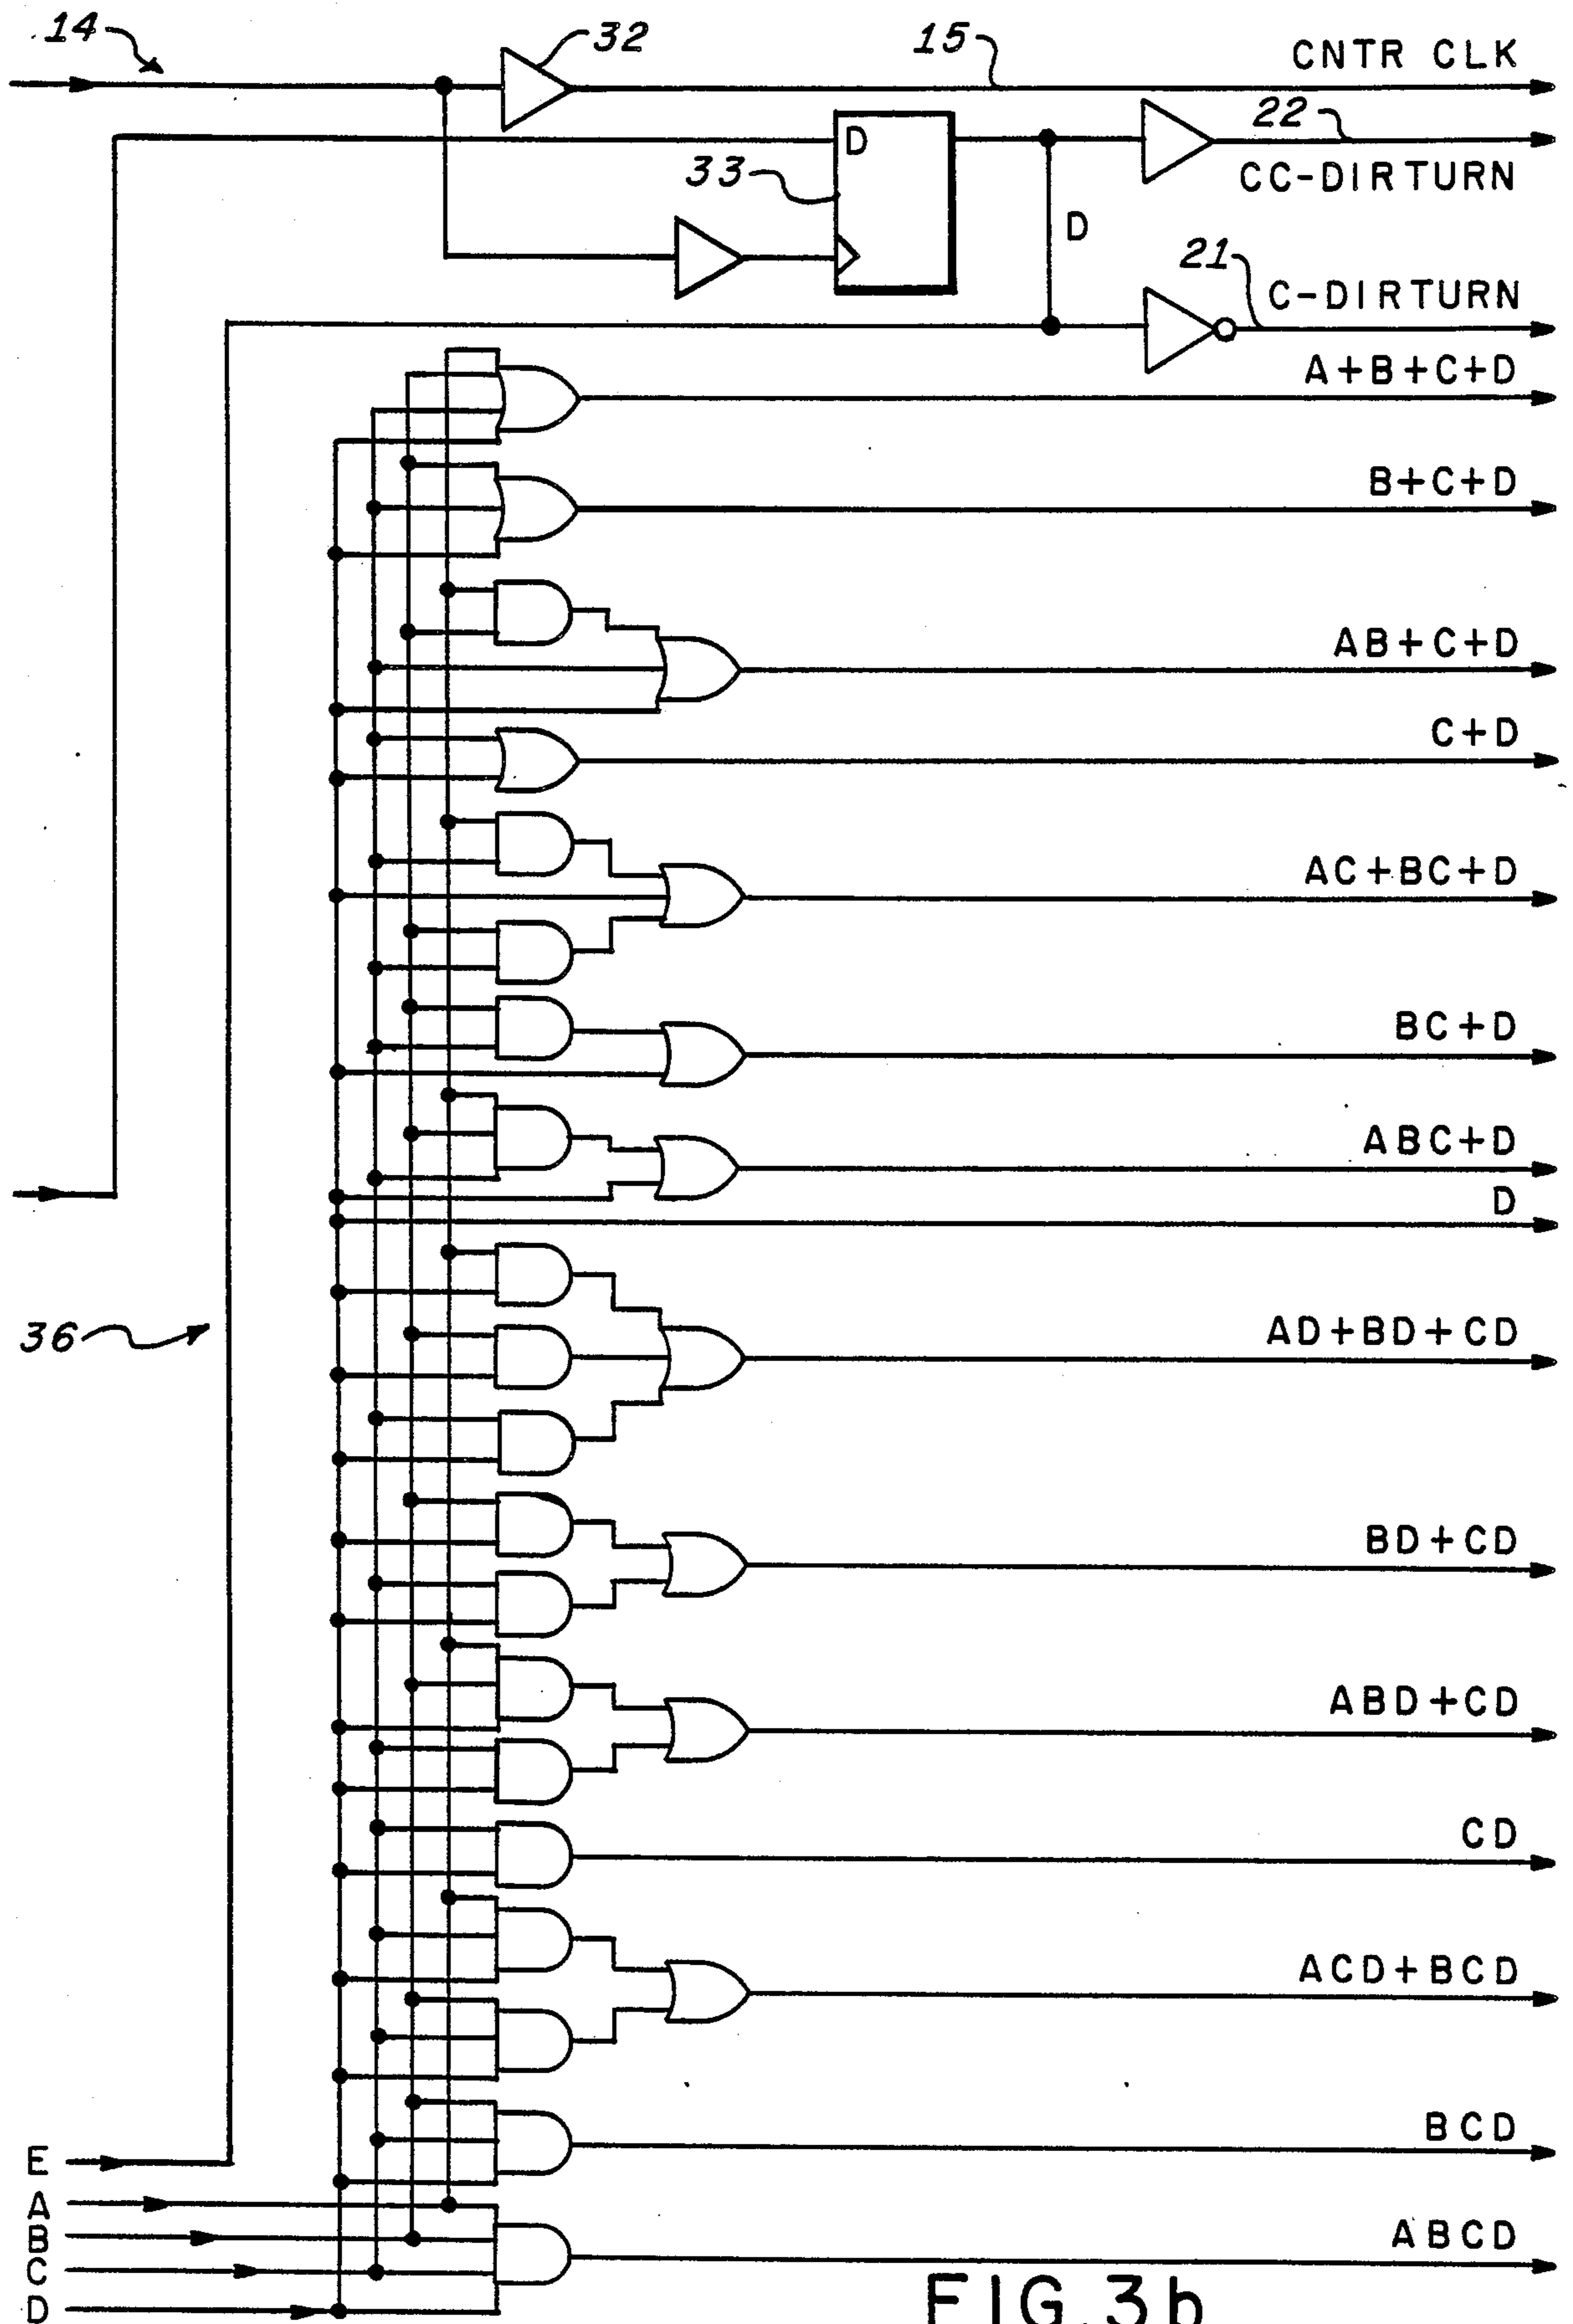 14
32
15
CNTR CLK
22
D
33
CC-DIRTURN
D
21
C-DIRTURN
A+B+C+D
B+C+D
AB+C+D
C+D
AC+BC+D
BC+D
ABC+D
D
36
AD+BD+CD
BD+CD
ABD+CD
CD
ACD+BCD
BCD
E
A
B
ABCD
C
D
FIG. 3b